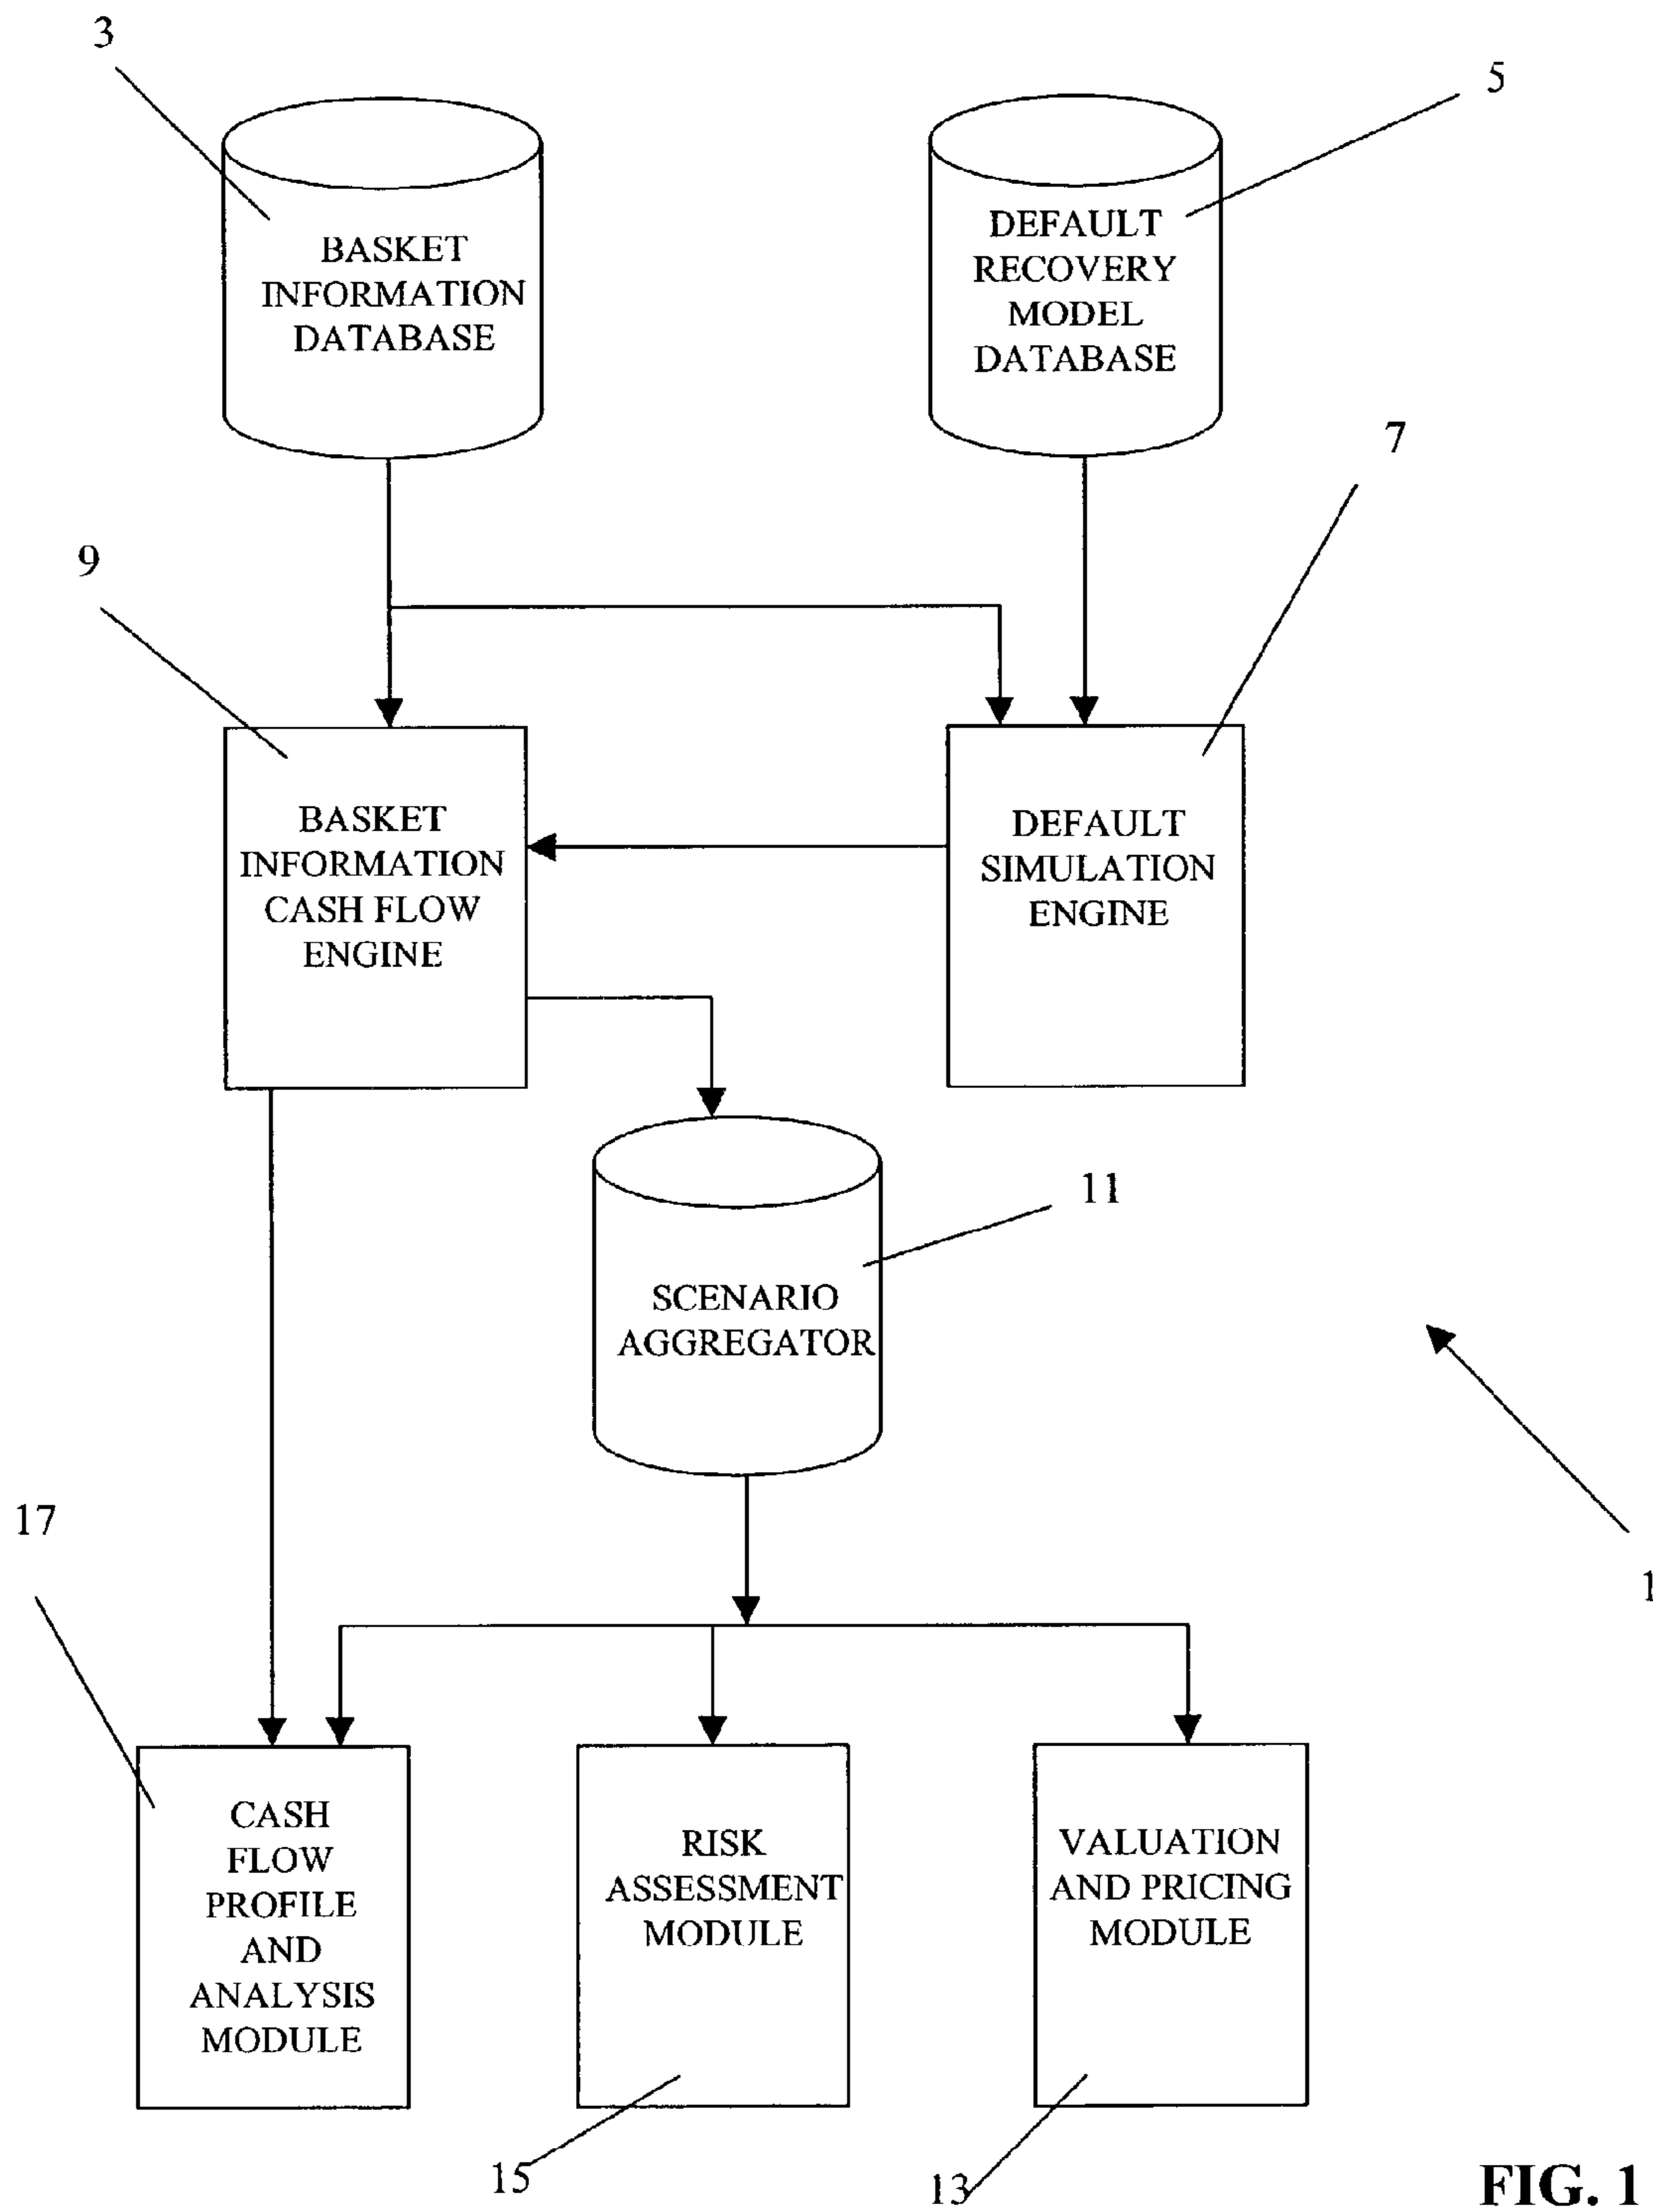 3
5
BASKET
INFORMATION
DATABASE
DEFAULT
RECOVERY
MODEL
DATABASE
7
9
BASKET
INFORMATION
CASH FLOW
ENGINE
DEFAULT
SIMULATION
ENGINE
11
SCENARIO
AGGREGATOR
17
1
CASH
FLOW
PROFILE
AND
ANALYSIS
MODULE
RISK
ASSESSMENT
MODULE
VALUATION
AND PRICING
MODULE
15
13
FIG. 1